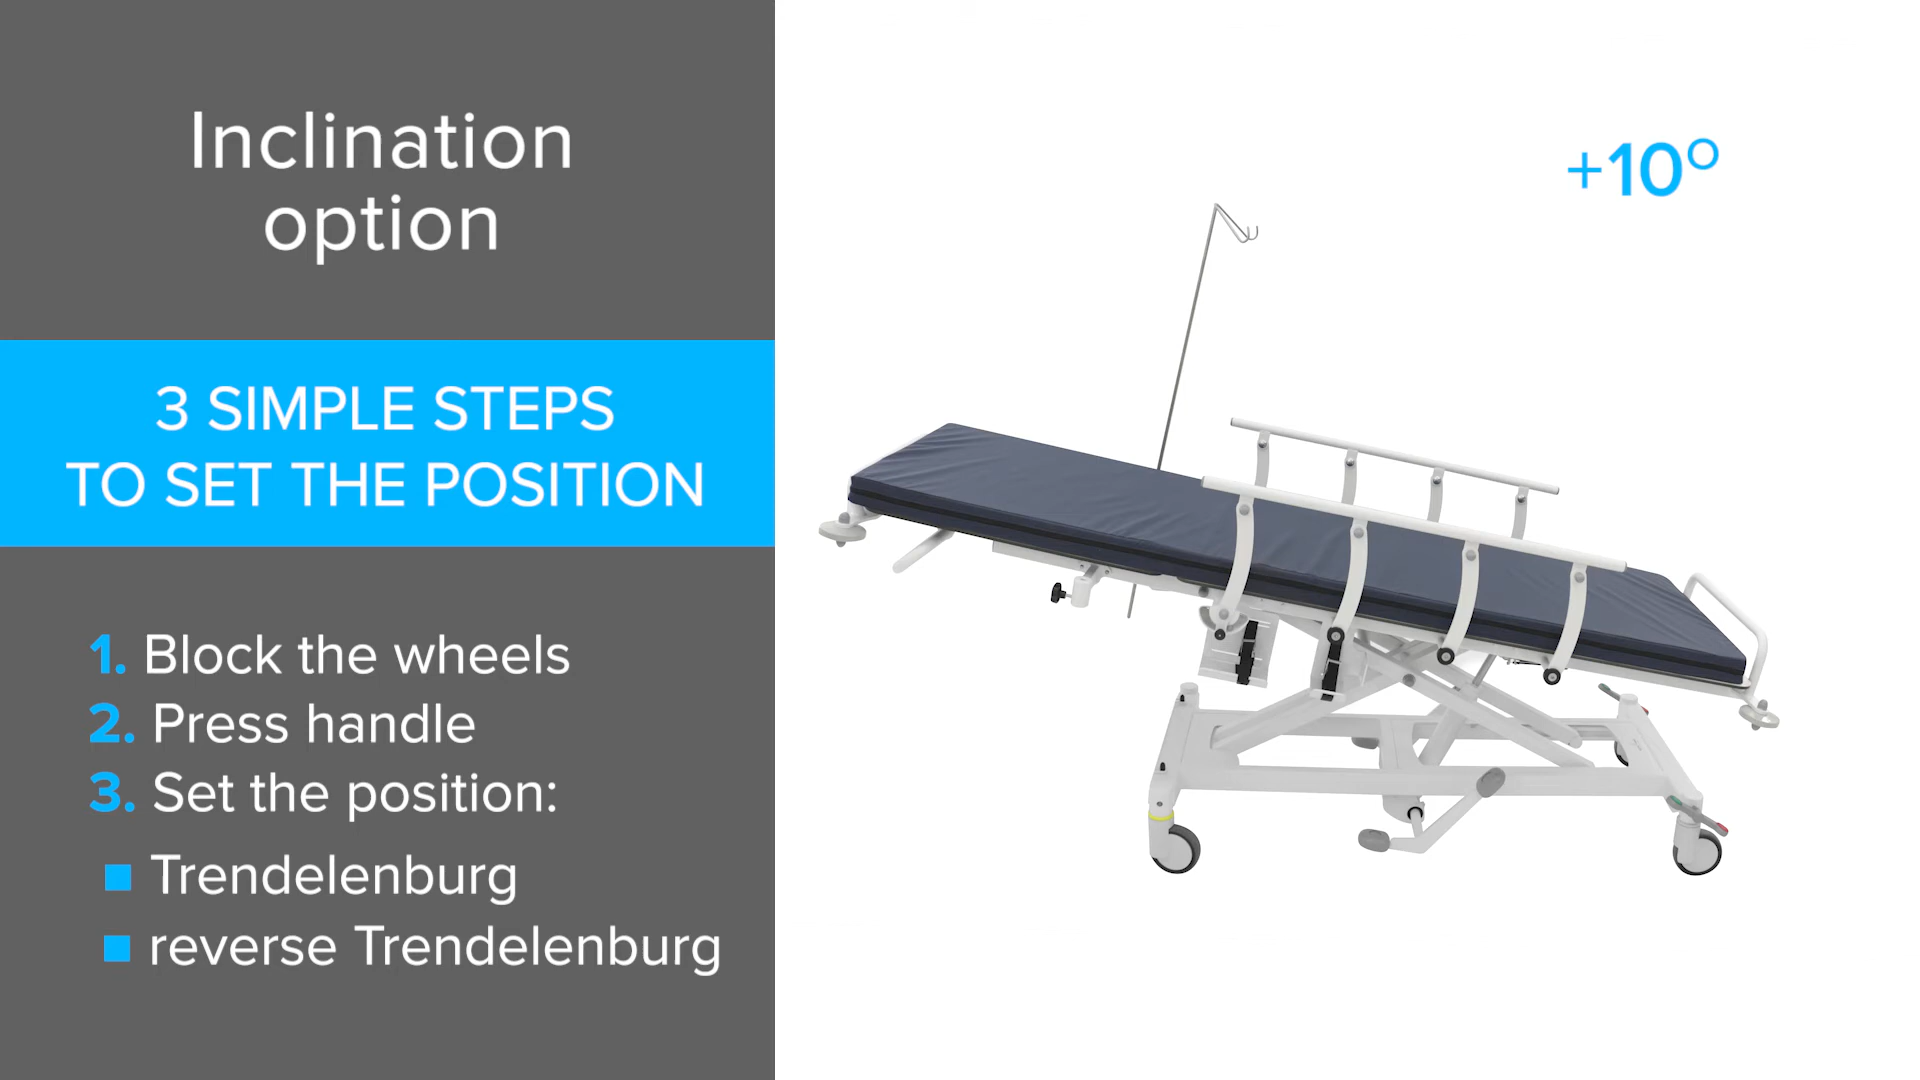 Inclination
option
3 SIMPLE STEPS
TO SET THE POSITION
1. Block the wheels
2. Press handle
3. Set the position:
■ Trendelenburg
■ reverse Trendelenburg
+10°